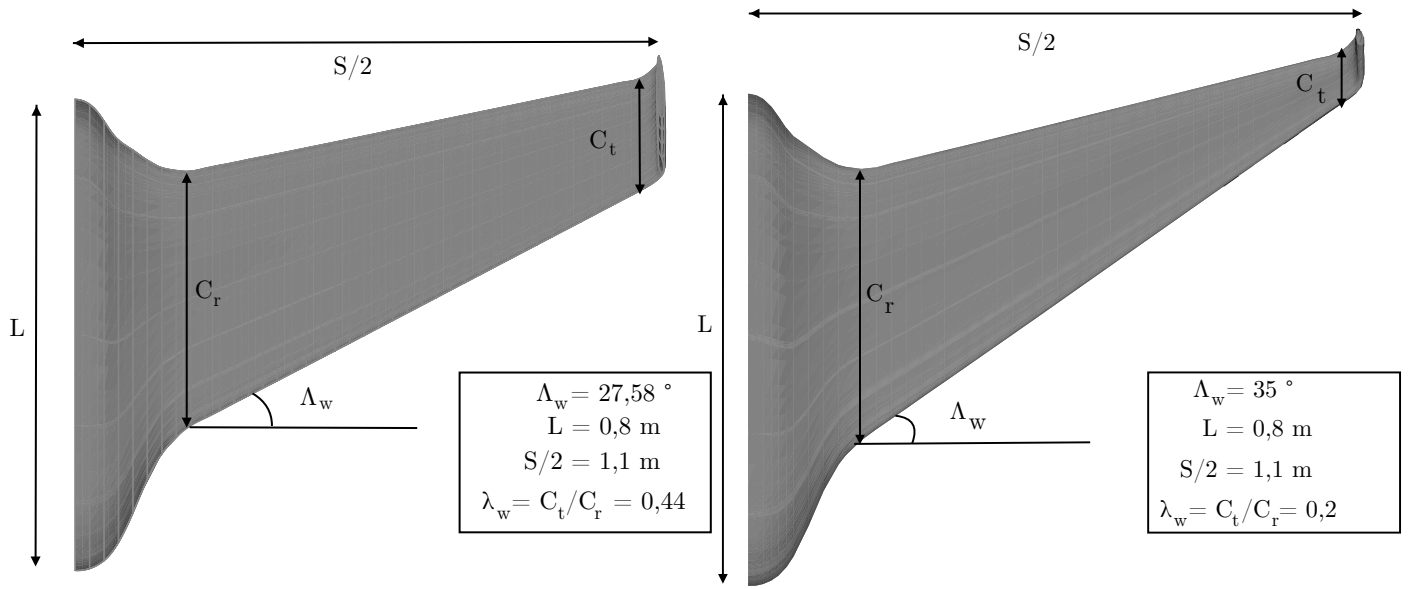 S/2
C_t
C_r
L
Λ_w
Λ_w= 27,58 °
L = 0,8 m
S/2 = 1,1 m
λ_w= C_t/C_r = 0,44
S/2
C_t
C_r
L
Λ_w
Λ_w= 35 °
L = 0,8 m
S/2 = 1,1 m
λ_w= C_t/C_r= 0,2